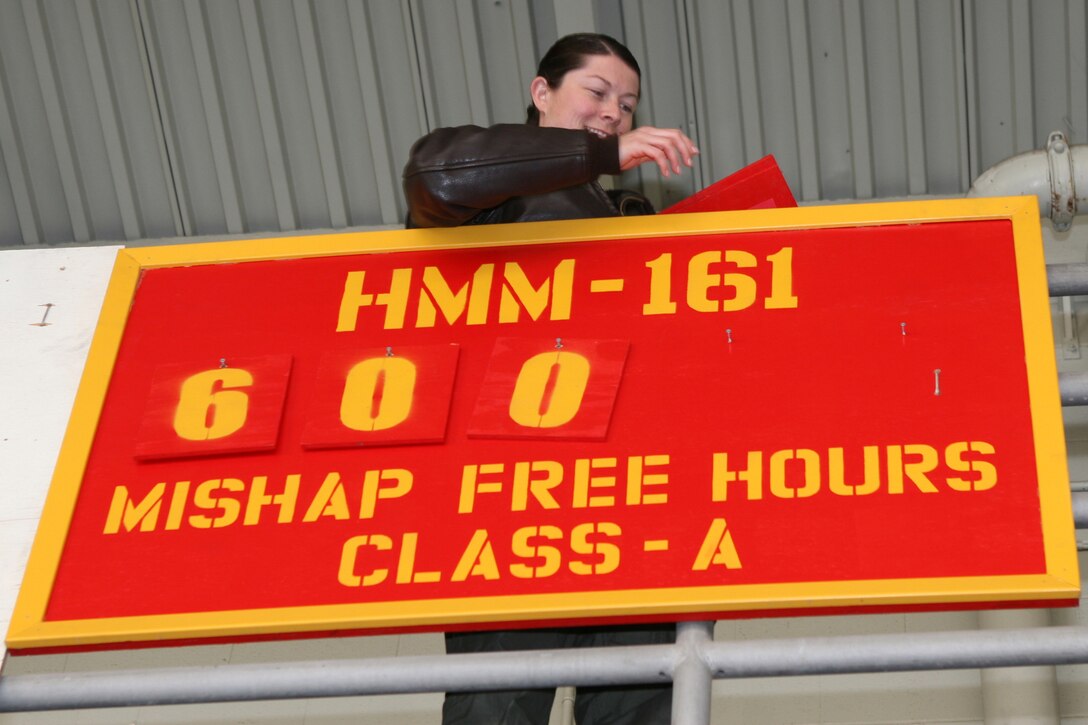 HMM-161
600
MISHAP FREE HOURS
CLASS-A